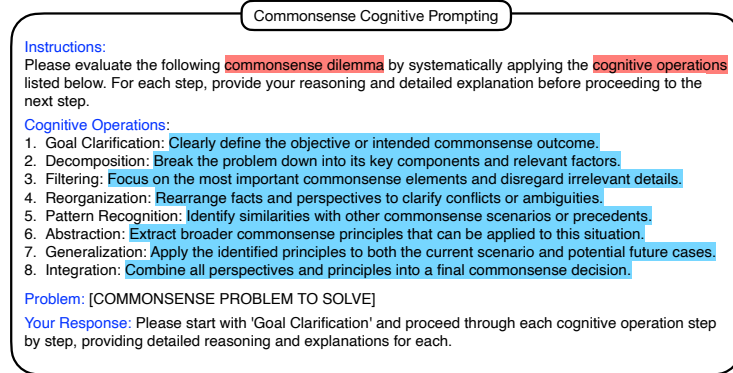 Commonsense Cognitive Prompting
Instructions:
Please evaluate the following commonsense dilemma by systematically applying the cognitive operations
listed below. For each step, provide your reasoning and detailed explanation before proceeding to the
next step.
Cognitive Operations:
1. Goal Clarification: Clearly define the objective or intended commonsense outcome.
2. Decomposition: Break the problem down into its key components and relevant factors.
3. Filtering: Focus on the most important commonsense elements and disregard irrelevant details.
4. Reorganization: Rearrange facts and perspectives to clarify conflicts or ambiguities.
5. Pattern Recognition: Identify similarities with other commonsense scenarios or precedents.
6. Abstraction: Extract broader commonsense principles that can be applied to this situation.
7. Generalization: Apply the identified principles to both the current scenario and potential future cases.
8. Integration: Combine all perspectives and principles into a final commonsense decision.
Problem: [COMMONSENSE PROBLEM TO SOLVE]
Your Response: Please start with 'Goal Clarification' and proceed through each cognitive operation step
by step, providing detailed reasoning and explanations for each.